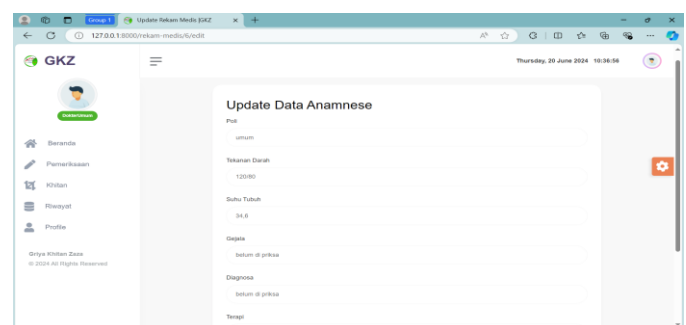 Group 1
Update Rekam Medis |GKZ
127.0.0.1:8000/rekam-medis/6/edit
GKZ
Thursday, 20 June 2024 10:36:58
DokterUmum
Beranda
Pemeriksaan
Khitan
Riwayat
Profile
Griya Khitan Zaza
© 2024 All Rights Reserved
Update Data Anamnese
Poli
umum
Tekanan Darah
120/80
Suhu Tubuh
34,6
Gejala
belum di priksa
Diagnosa
belum di priksa
Terapi